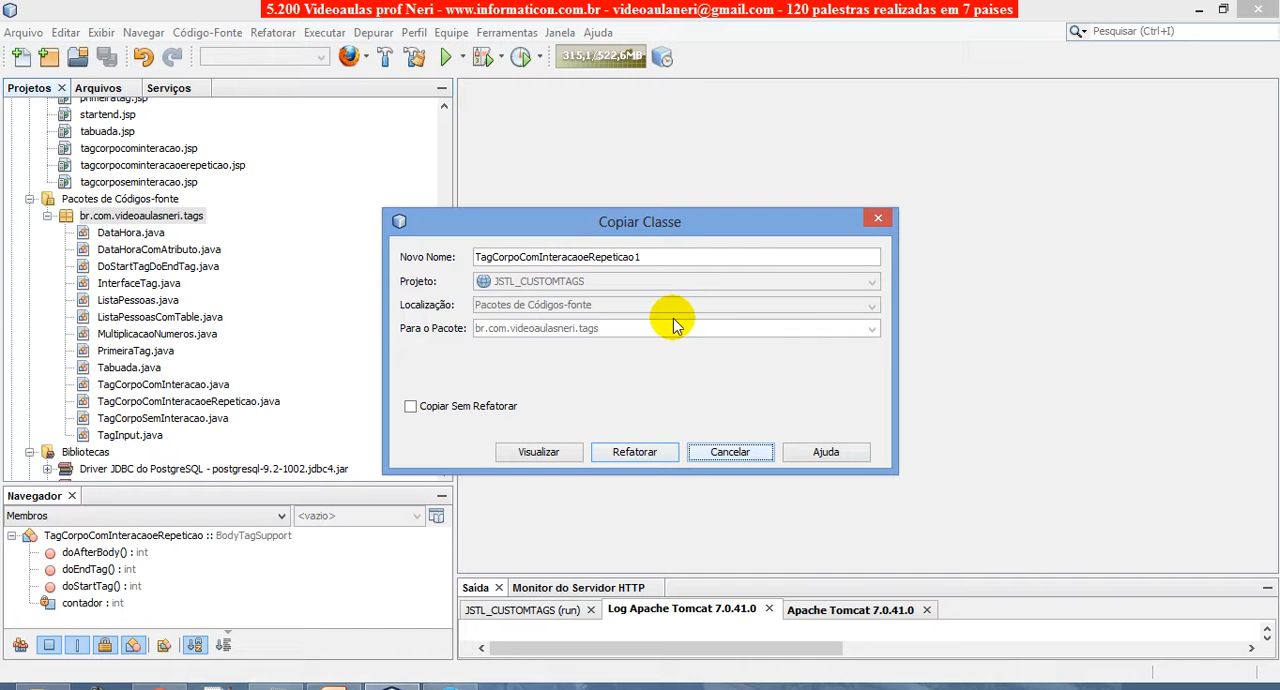 5.200 Videoaulas prof Neri - www.informaticon.com.br - videoaulaneri@gmail.com - 120 palestras realizadas em 7 paises
Arquivo Editar Exibir Navegar Código-Fonte Refatorar Executar Depurar Perfil Equipe Ferramentas Janela Ajuda
Pesquisar (Ctrl+I)
315,1/522,6MB
Projetos Arquivos Serviços
primeiratag.jsp
startend.jsp
tabuada.jsp
tagcorpocominteracao.jsp
tagcorpocominteracaoerepeticao.jsp
tagcorposeminteracao.jsp
Pacotes de Códigos-fonte
br.com.videoaulasneri.tags
DataHora.java
DataHoraComAtributo.java
DoStartTagDoEndTag.java
InterfaceTag.java
ListaPessoas.java
ListaPessoasComTable.java
MultiplicacaoNumeros.java
PrimeiraTag.java
Tabuada.java
TagCorpoComInteracao.java
TagCorpoComInteracaoeRepeticao.java
TagCorpoSemInteracao.java
TagInput.java
Bibliotecas
Driver JDBC do PostgreSQL - postgresql-9.2-1002.jdbc4.jar
Copiar Classe
Novo Nome: TagCorpoComInteracaoeRepeticao1
Projeto: JSTL_CUSTOMTAGS
Localização: Pacotes de Códigos-fonte
Para o Pacote: br.com.videoaulasneri.tags
Copiar Sem Refatorar
Visualizar Refatorar Cancelar Ajuda
Navegador
Membros <vazio>
TagCorpoComInteracaoeRepeticao :: BodyTagSupport
doAfterBody() : int
doEndTag() : int
doStartTag() : int
contador : int
Saída Monitor do Servidor HTTP
JSTL_CUSTOMTAGS (run) Log Apache Tomcat 7.0.41.0 Apache Tomcat 7.0.41.0